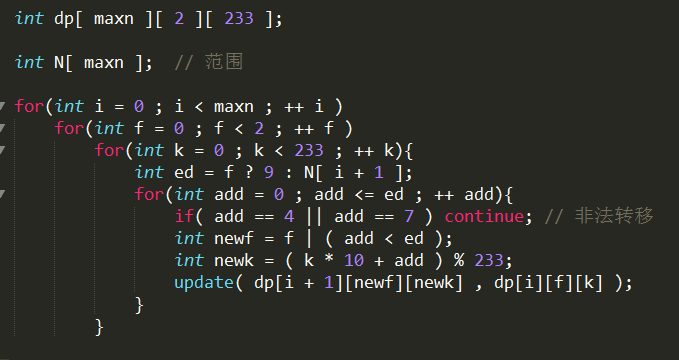 int dp[ maxn ][ 2 ][ 233 ];
int N[ maxn ];  // 范围
for(int i = 0 ; i < maxn ; ++ i )
    for(int f = 0 ; f < 2 ; ++ f )
        for(int k = 0 ; k < 233 ; ++ k){
            int ed = f ? 9 : N[ i + 1 ];
            for(int add = 0 ; add <= ed ; ++ add){
                if( add == 4 || add == 7 ) continue; // 非法转移
                int newf = f | ( add < ed );
                int newk = ( k * 10 + add ) % 233;
                update( dp[i + 1][newf][newk] , dp[i][f][k] );
            }
        }